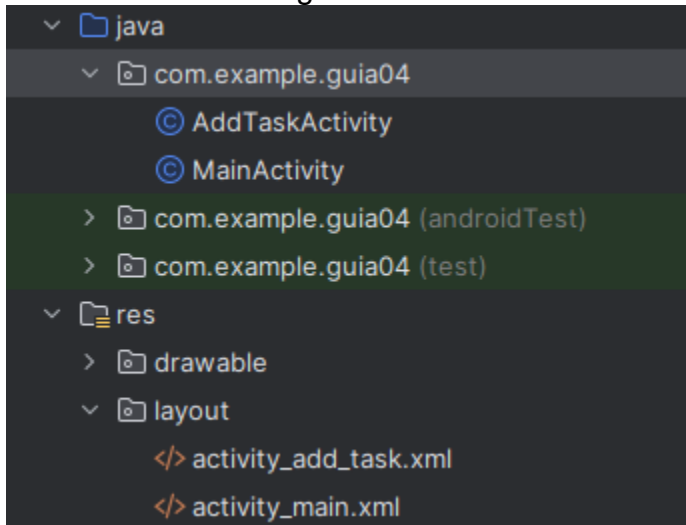 java
com.example.guia04
AddTaskActivity
MainActivity
com.example.guia04 (androidTest)
com.example.guia04 (test)
res
drawable
layout
activity_add_task.xml
activity_main.xml